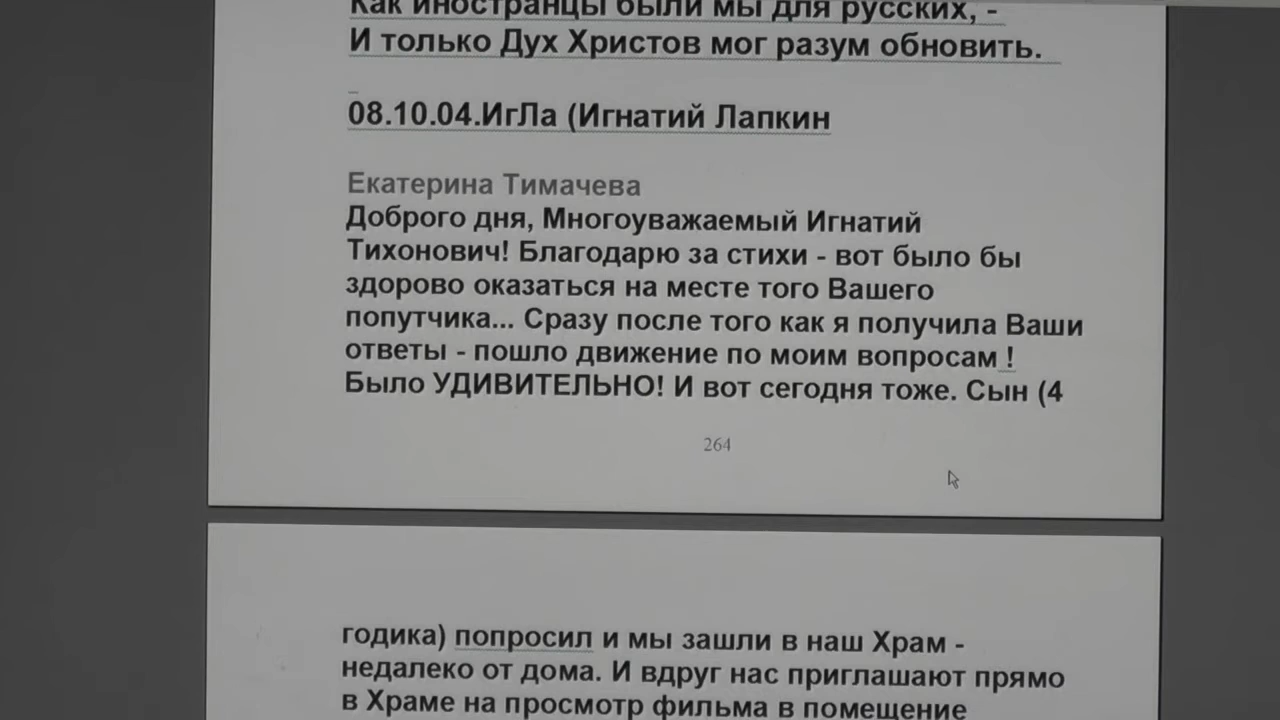 Как иностранцы были мы для русских, -
И только Дух Христов мог разум обновить.
08.10.04.ИгЛа (Игнатий Лапкин
Екатерина Тимачева
Доброго дня, Многоуважаемый Игнатий
Тихонович! Благодарю за стихи - вот было бы
здорово оказаться на месте того Вашего
попутчика... Сразу после того как я получила Ваши
ответы - пошло движение по моим вопросам !
Было УДИВИТЕЛЬНО! И вот сегодня тоже. Сын (4
264
годика) попросил и мы зашли в наш Храм -
недалеко от дома. И вдруг нас приглашают прямо
в Храме на просмотр фильма в помещение